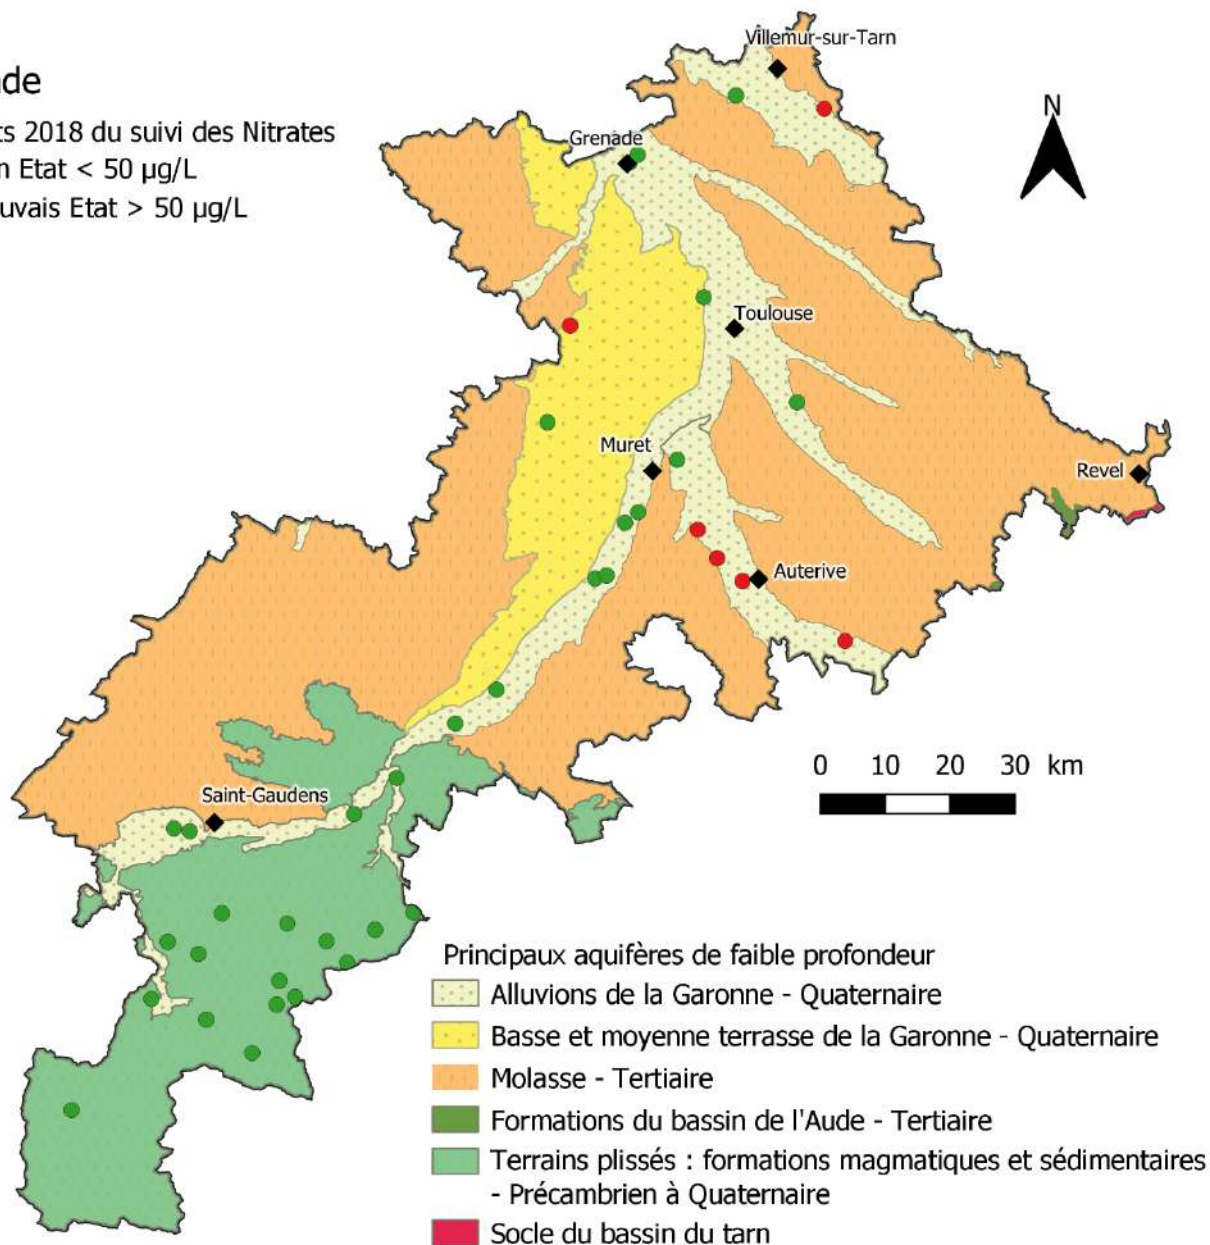 Villemur-sur-Tarn
nde
ts 2018 du suivi des Nitrates
n Etat < 50 µg/L
uvais Etat > 50 µg/L
N
Grenade
Toulouse
Muret
Revel
Auterive
0 10 20 30 km
Saint-Gaudens
Principaux aquifères de faible profondeur
Alluvions de la Garonne - Quaternaire
Basse et moyenne terrasse de la Garonne - Quaternaire
Molasse - Tertiaire
Formations du bassin de l'Aude - Tertiaire
Terrains plissés : formations magmatiques et sédimentaires
- Précambrien à Quaternaire
Socle du bassin du tarn